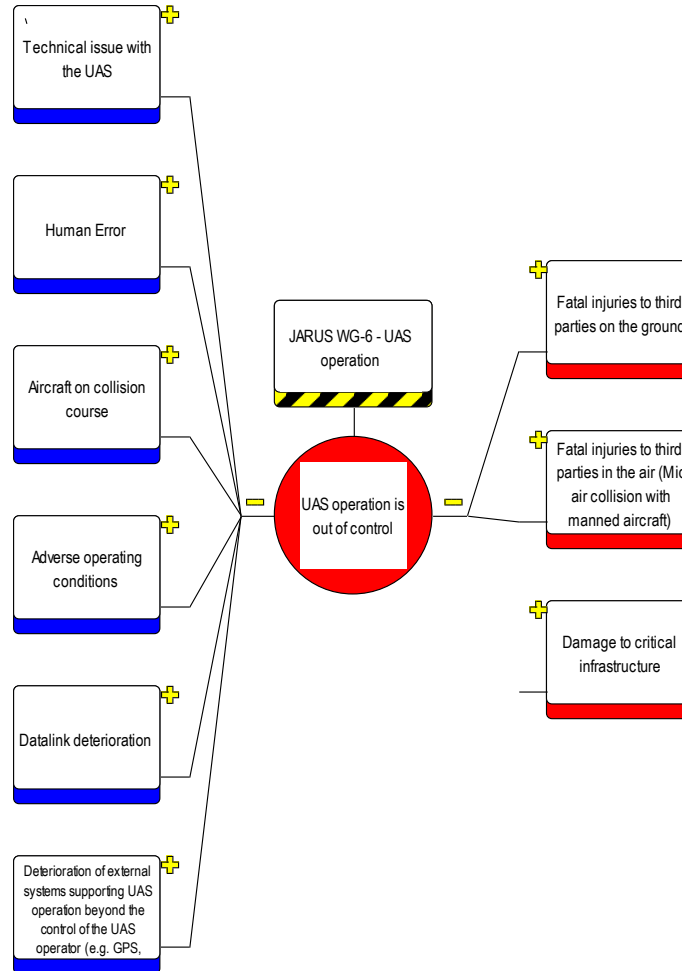 Technical issue with
the UAS
Human Error
Aircraft on collision
course
Adverse operating
conditions
Datalink deterioration
Deterioration of external
systems supporting UAS
operation beyond the
control of the UAS
operator (e.g. GPS,
JARUS WG-6 - UAS
operation
UAS operation is
out of control
Fatal injuries to third
parties on the ground
Fatal injuries to third
parties in the air (Mid
air collision with
manned aircraft)
Damage to critical
infrastructure